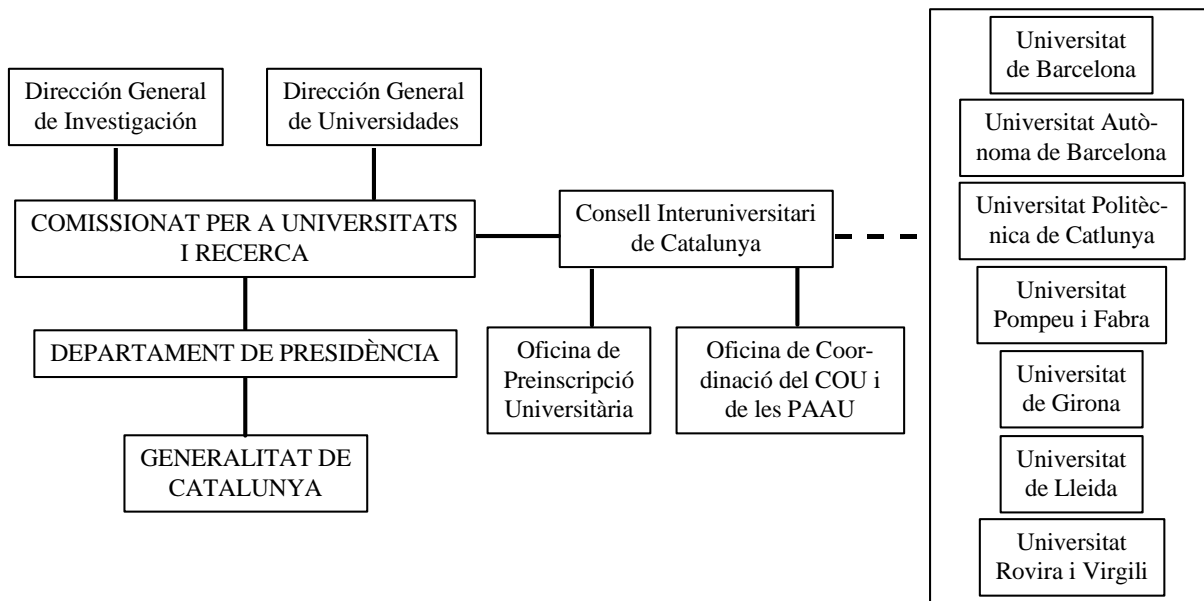 Dirección General
de Investigación
Dirección General
de Universidades
COMISSIONAT PER A UNIVERSITATS
I RECERCA
Consell Interuniversitari
de Catalunya
DEPARTAMENT DE PRESIDÈNCIA
Oficina de
Preinscripció
Universitària
Oficina de Coor-
dinació del COU i
de les PAAU
GENERALITAT DE
CATALUNYA
Universitat
de Barcelona
Universitat Autò-
noma de Barcelona
Universitat Politèc-
nica de Catlunya
Universitat
Pompeu i Fabra
Universitat
de Girona
Universitat
de Lleida
Universitat
Rovira i Virgili